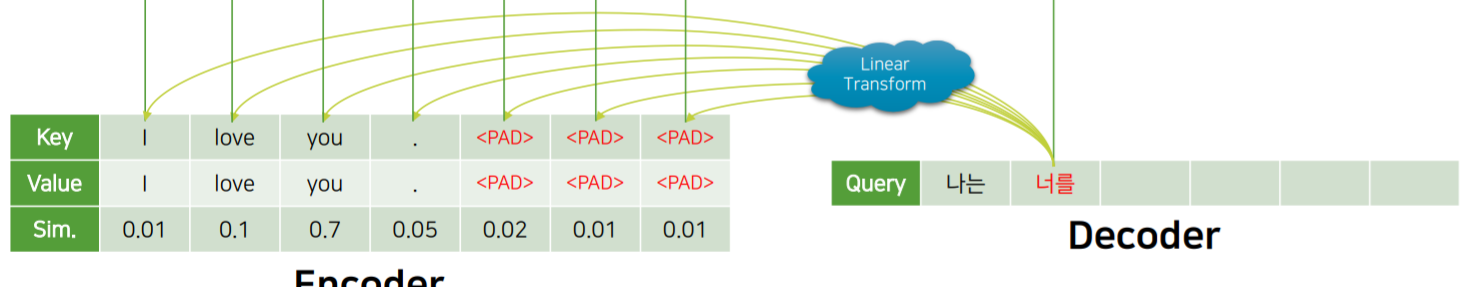 Linear
Transform
Key I love you . <PAD> <PAD> <PAD>
Value I love you . <PAD> <PAD> <PAD>
Query 나는 너를
Sim. 0.01 0.1 0.7 0.05 0.02 0.01 0.01
Decoder
Encoder